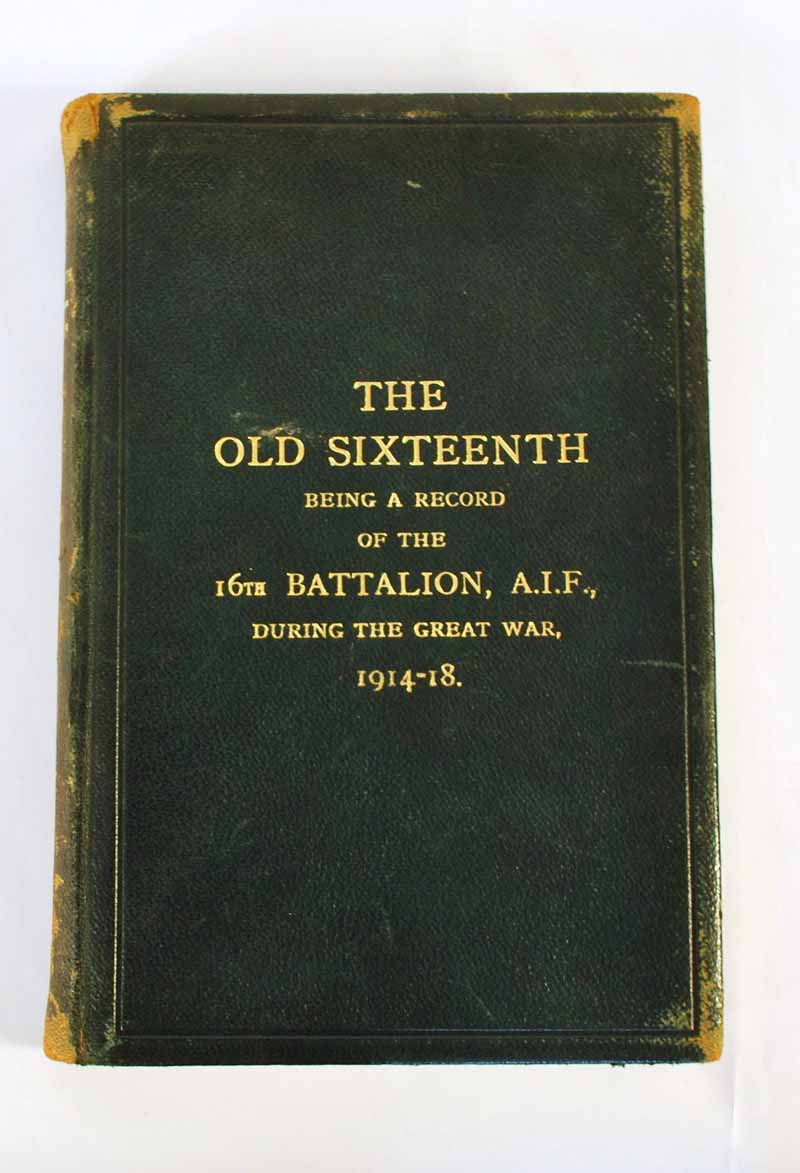 THE
OLD SIXTEENTH
BEING A RECORD
OF THE
16TH BATTALION, A.I.F.,
DURING THE GREAT WAR,
1914-18.